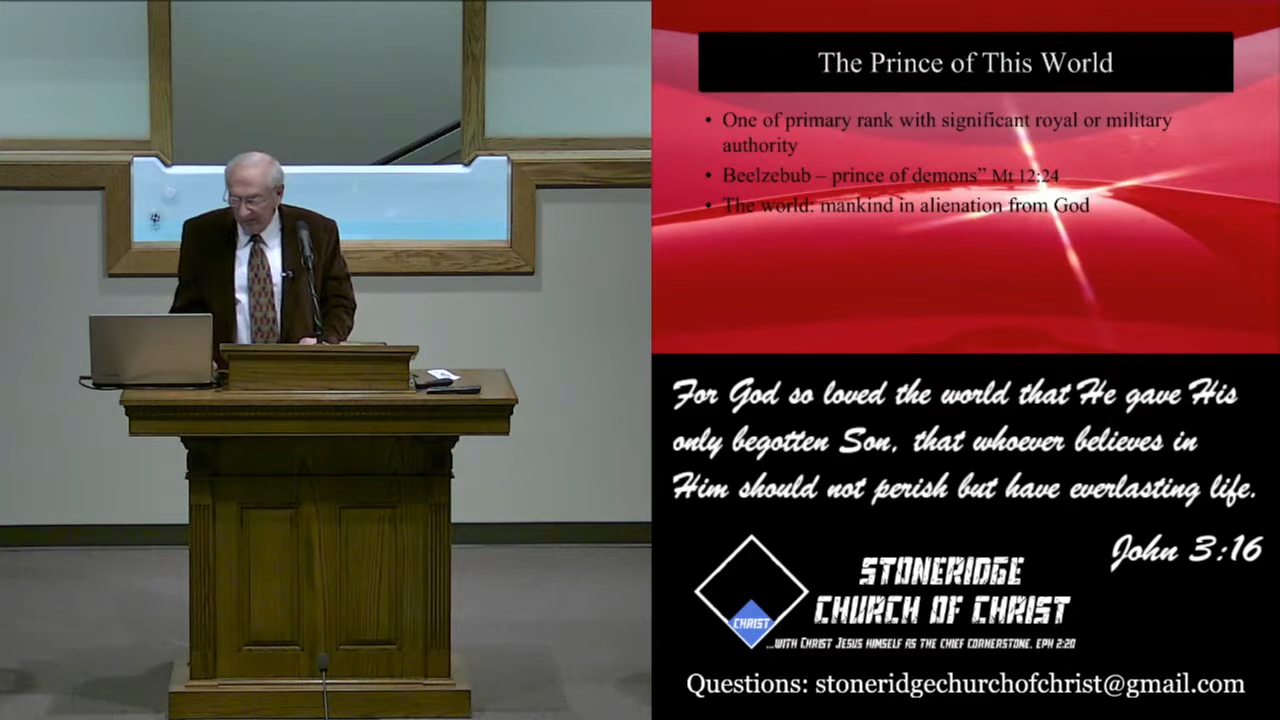 The Prince of This World
• One of primary rank with significant royal or military
authority
• Beelzebub – prince of demons” Mt 12:24
• The world: mankind in alienation from God
For God so loved the world that He gave His
only begotten Son, that whoever believes in
Him should not perish but have everlasting life.
John 3:16
CHRIST
STONERIDGE
CHURCH OF CHRIST
...WITH CHRIST JESUS HIMSELF AS THE CHIEF CORNERSTONE. EPH 2:20
Questions: stoneridgechurchofchrist@gmail.com